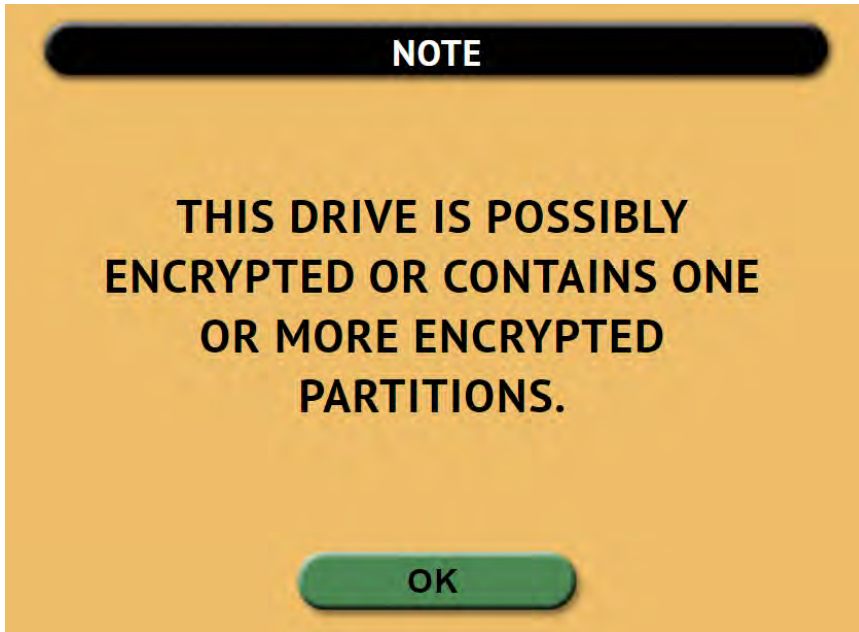 NOTE
THIS DRIVE IS POSSIBLY
ENCRYPTED OR CONTAINS ONE
OR MORE ENCRYPTED
PARTITIONS.
OK